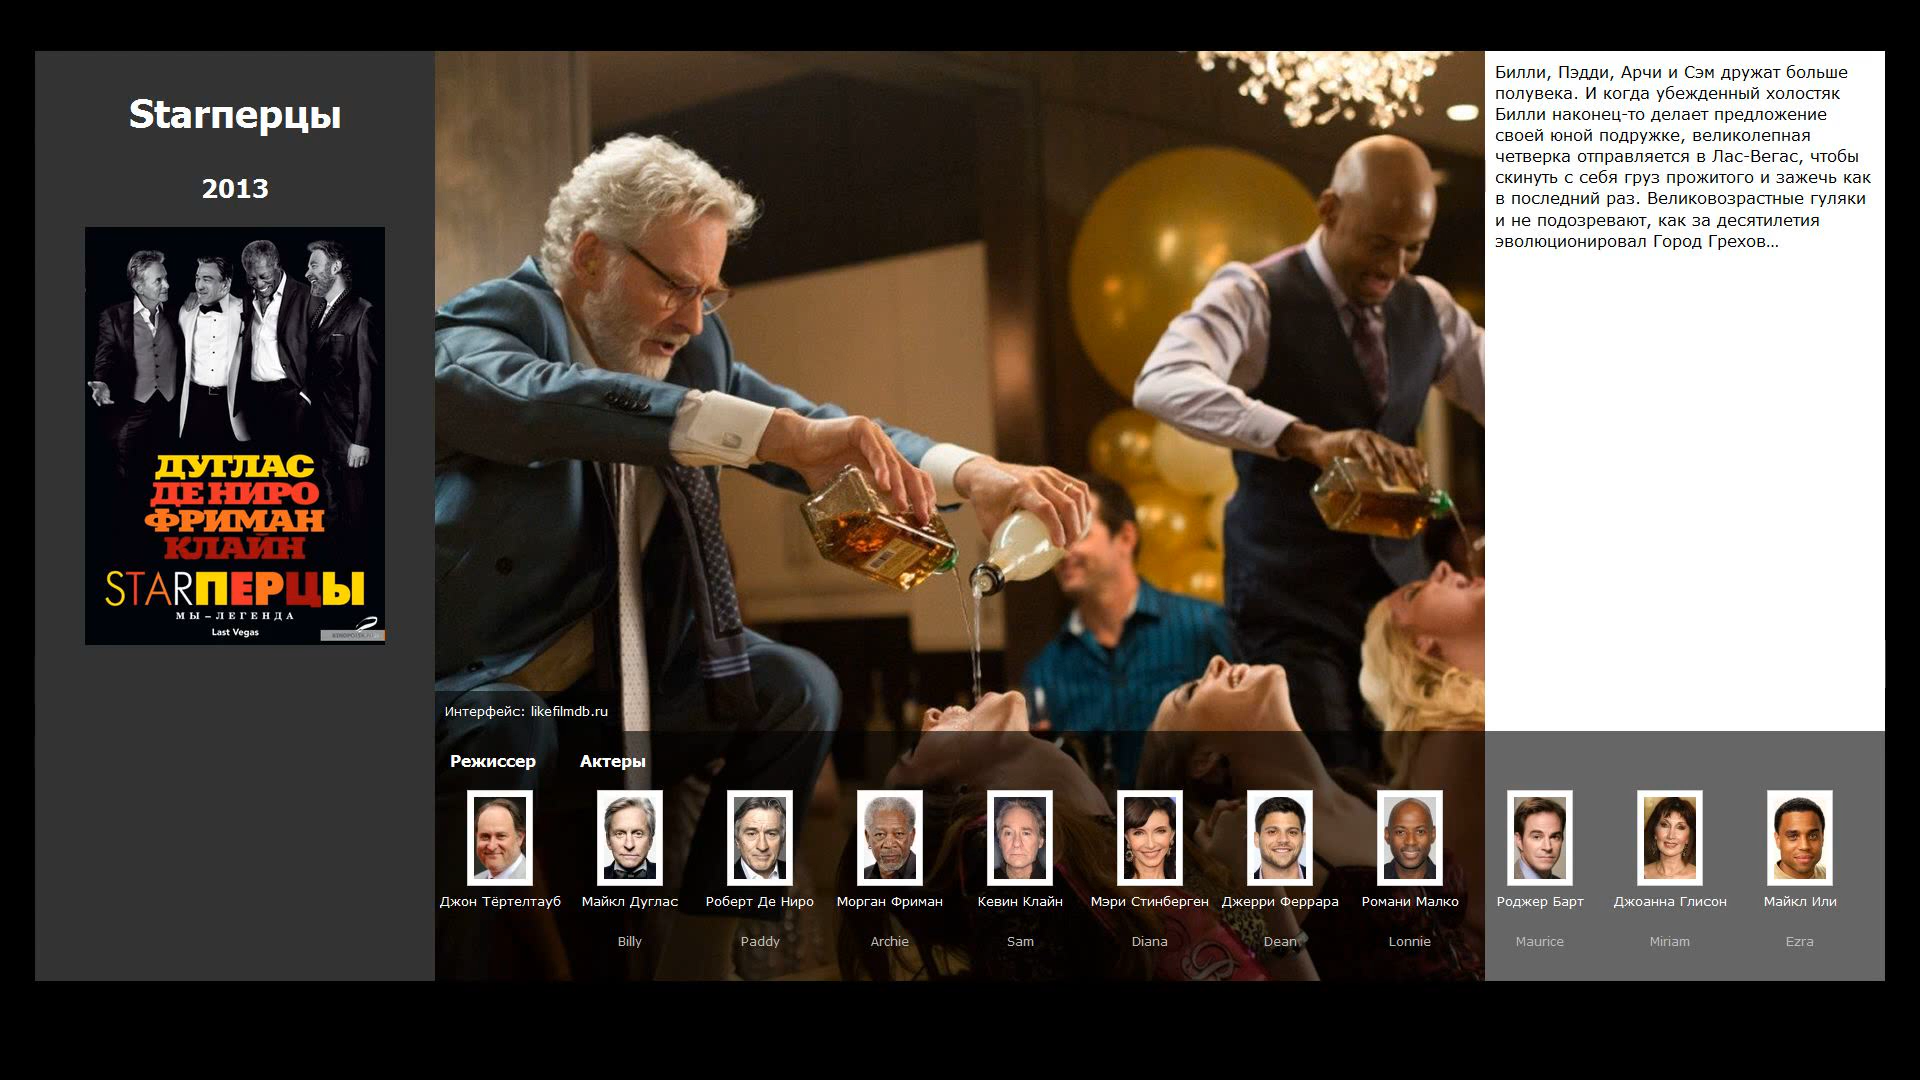 Starперцы
2013
ДУГЛАС
ДЕ НИРО
ФРИМАН
КЛАЙН
STARПЕРЦЫ
МЫ – ЛЕГЕНДА
Last Vegas
Билли, Пэдди, Арчи и Сэм дружат больше
полувека. И когда убежденный холостяк
Билли наконец-то делает предложение
своей юной подружке, великолепная
четверка отправляется в Лас-Вегас, чтобы
скинуть с себя груз прожитого и зажечь как
в последний раз. Великовозрастные гуляки
и не подозревают, как за десятилетия
эволюционировал Город Грехов...
Интерфейс: likefilmdb.ru
Режиссер Актеры
Джон Тёртелтауб Майкл Дуглас Роберт Де Ниро Морган Фриман Кевин Клайн Мэри Стинберген Джерри Феррара Романи Малко Роджер Барт Джоанна Глисон Майкл Или
Billy Paddy Archie Sam Diana Dean Lonnie Maurice Miriam Ezra